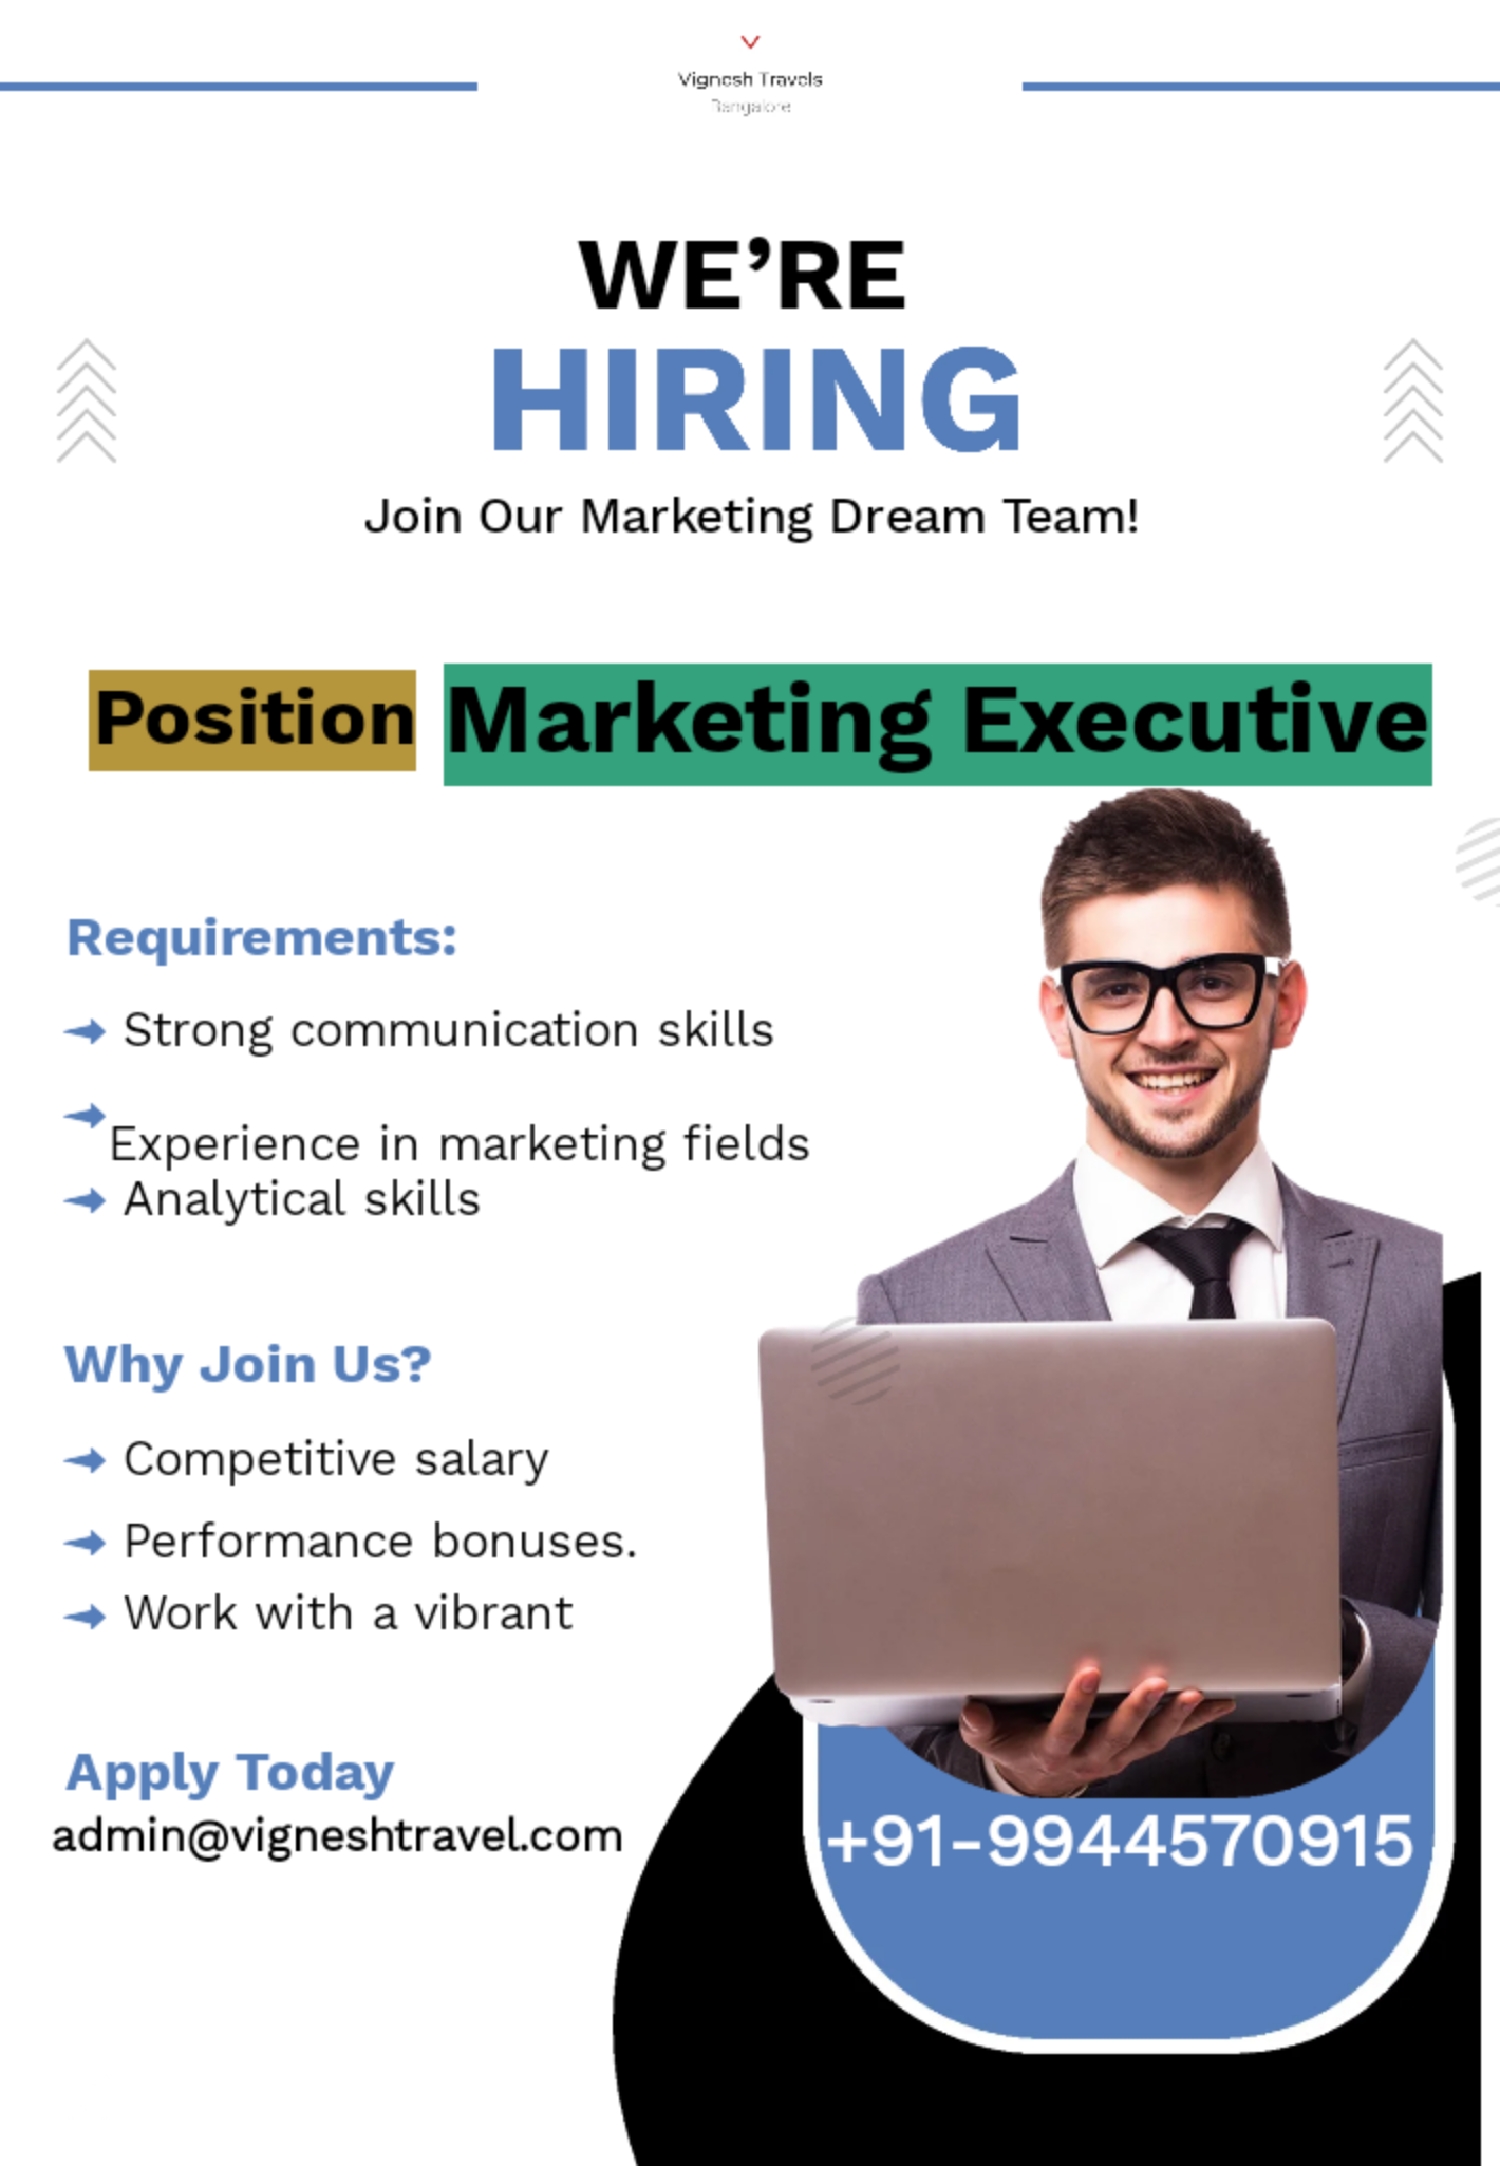 Vignesh Travels
Bangalore
WE’RE
HIRING
Join Our Marketing Dream Team!
Position Marketing Executive
Requirements:
Strong communication skills
Experience in marketing fields
Analytical skills
Why Join Us?
Competitive salary
Performance bonuses.
Work with a vibrant
Apply Today
admin@vigneshtravel.com
+91-9944570915